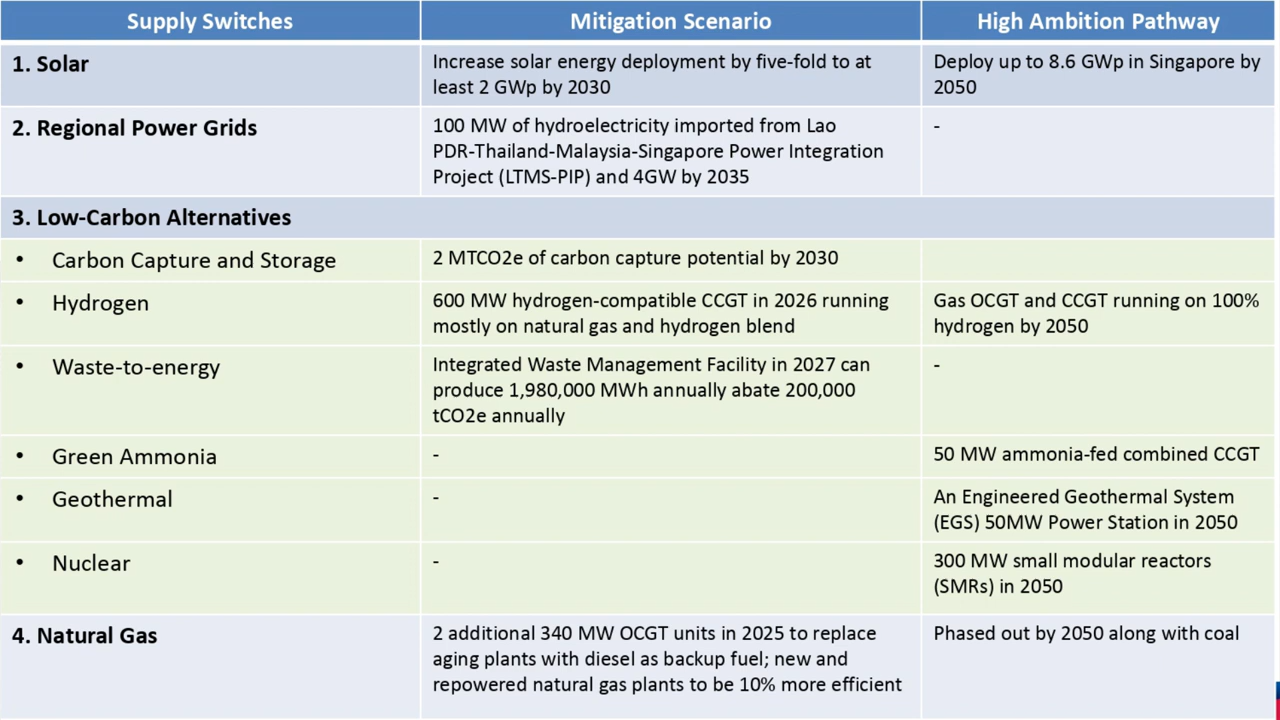 Supply Switches
Mitigation Scenario
High Ambition Pathway
1. Solar
Increase solar energy deployment by five-fold to at
least 2 GWp by 2030
Deploy up to 8.6 GWp in Singapore by
2050
2. Regional Power Grids
100 MW of hydroelectricity imported from Lao
PDR-Thailand-Malaysia-Singapore Power Integration
Project (LTMS-PIP) and 4GW by 2035
-
3. Low-Carbon Alternatives
• Carbon Capture and Storage
2 MTCO2e of carbon capture potential by 2030
• Hydrogen
600 MW hydrogen-compatible CCGT in 2026 running
mostly on natural gas and hydrogen blend
Gas OCGT and CCGT running on 100%
hydrogen by 2050
• Waste-to-energy
Integrated Waste Management Facility in 2027 can
produce 1,980,000 MWh annually abate 200,000
tCO2e annually
-
• Green Ammonia
-
50 MW ammonia-fed combined CCGT
• Geothermal
-
An Engineered Geothermal System
(EGS) 50MW Power Station in 2050
• Nuclear
-
300 MW small modular reactors
(SMRs) in 2050
4. Natural Gas
2 additional 340 MW OCGT units in 2025 to replace
aging plants with diesel as backup fuel; new and
repowered natural gas plants to be 10% more efficient
Phased out by 2050 along with coal